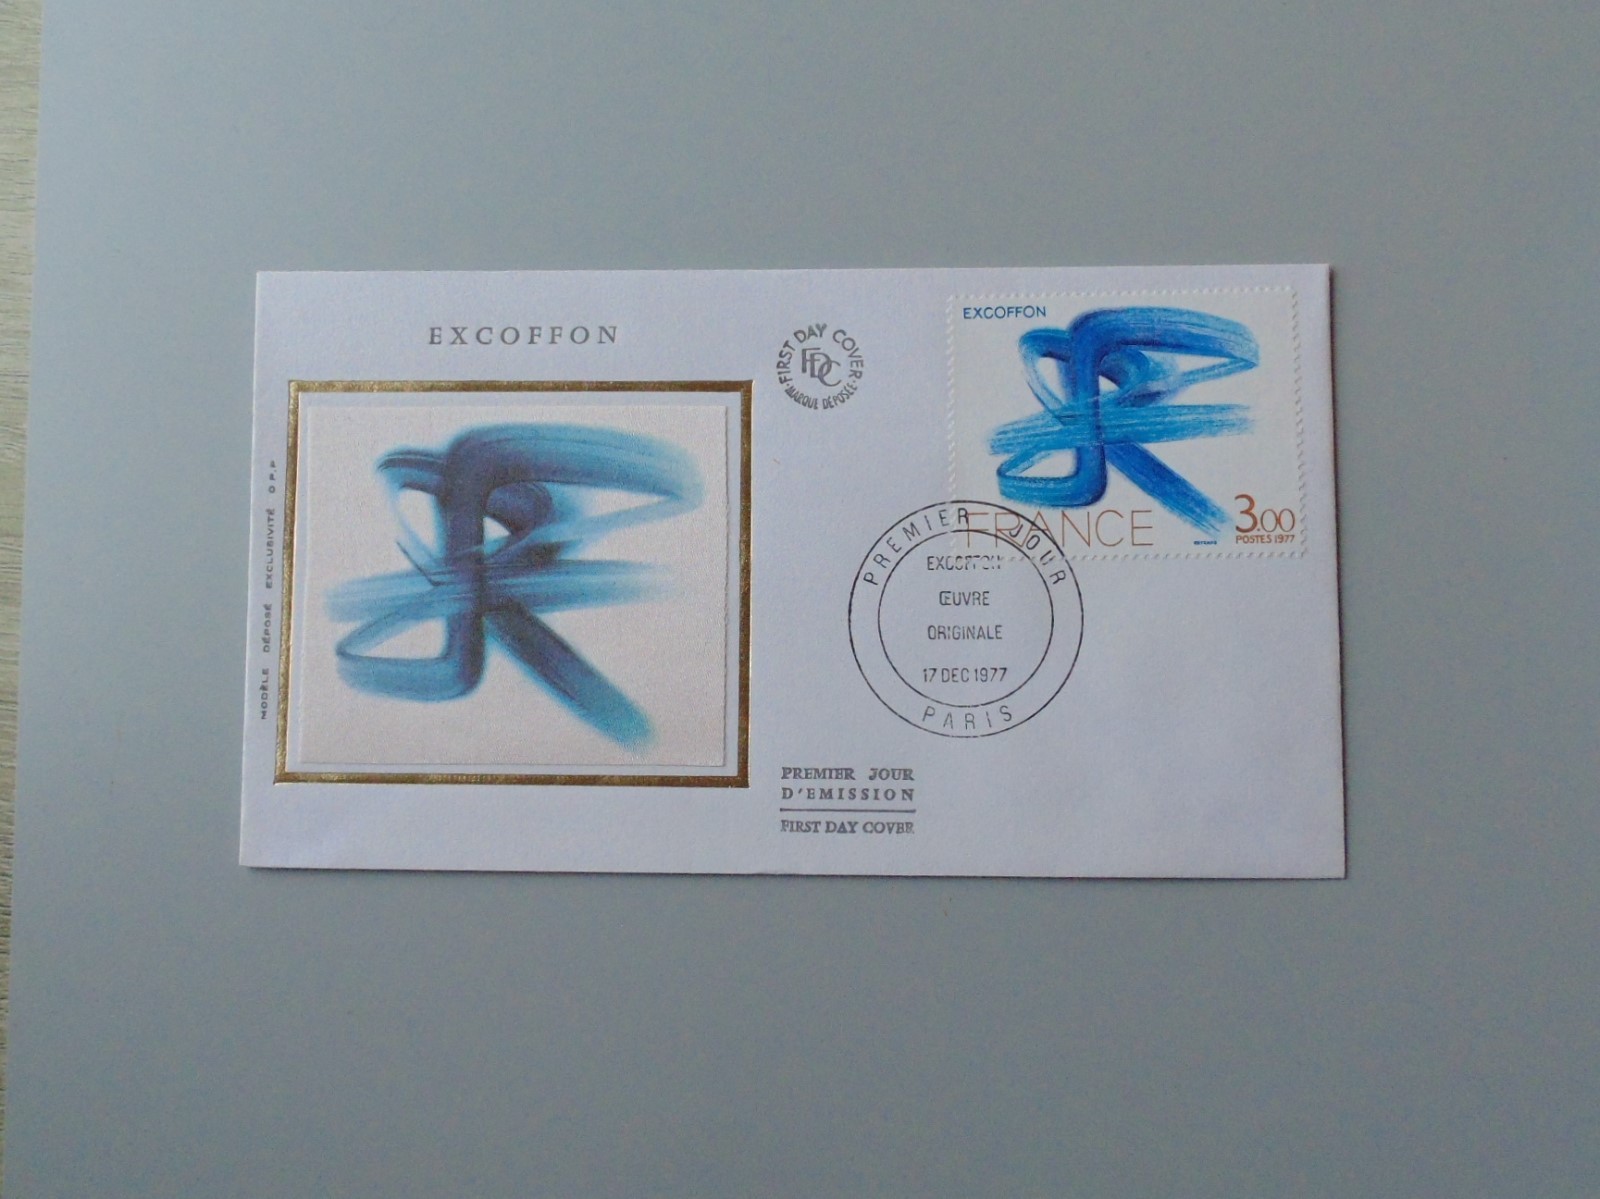 EXCOFFON
MODÈLE DÉPOSÉ EXCLUSIVITÉ O.P.P
FIRST DAY COVER
FDC
MARQUE DÉPOSÉE
EXCOFFON
FRANCE
3.00
POSTES 1977
PREMIER JOUR
EXCOFFON
ŒUVRE
ORIGINALE
17 DEC 1977
PARIS
PREMIER JOUR
D'EMISSION
FIRST DAY COVER